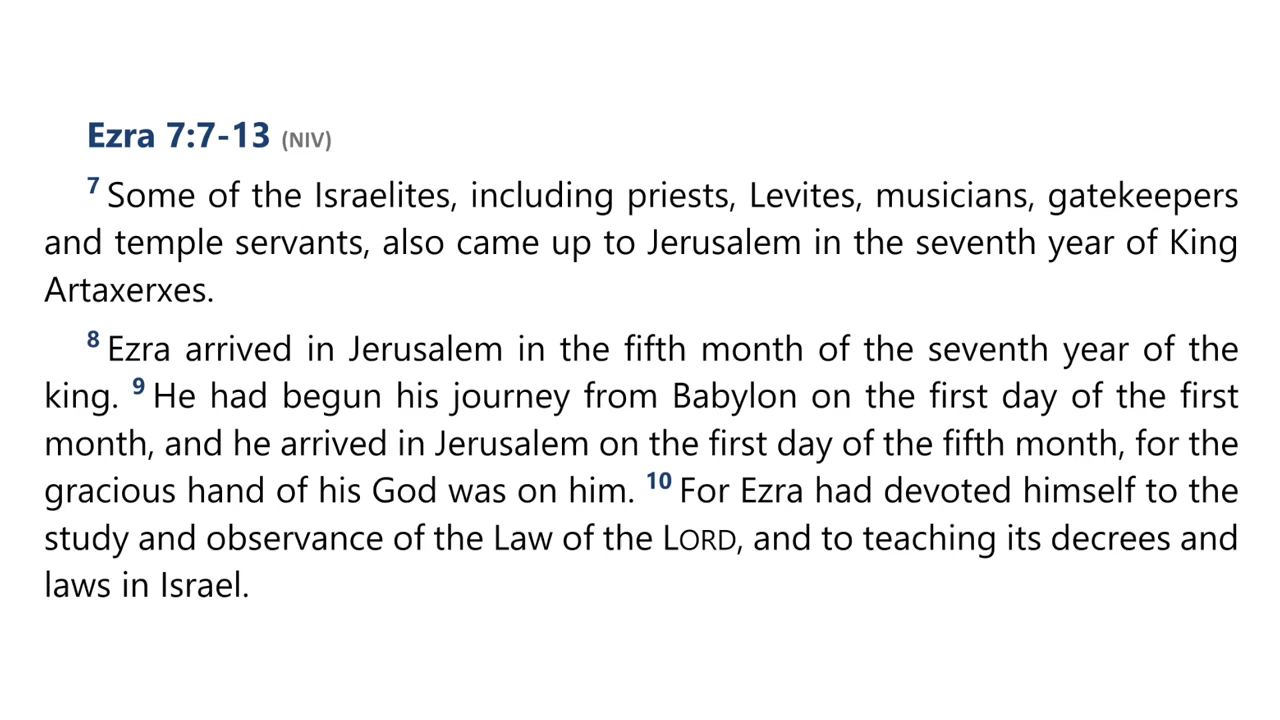 Ezra 7:7-13 (NIV)
7 Some of the Israelites, including priests, Levites, musicians, gatekeepers
and temple servants, also came up to Jerusalem in the seventh year of King
Artaxerxes.
8 Ezra arrived in Jerusalem in the fifth month of the seventh year of the
king. 9 He had begun his journey from Babylon on the first day of the first
month, and he arrived in Jerusalem on the first day of the fifth month, for the
gracious hand of his God was on him. 10 For Ezra had devoted himself to the
study and observance of the Law of the LORD, and to teaching its decrees and
laws in Israel.